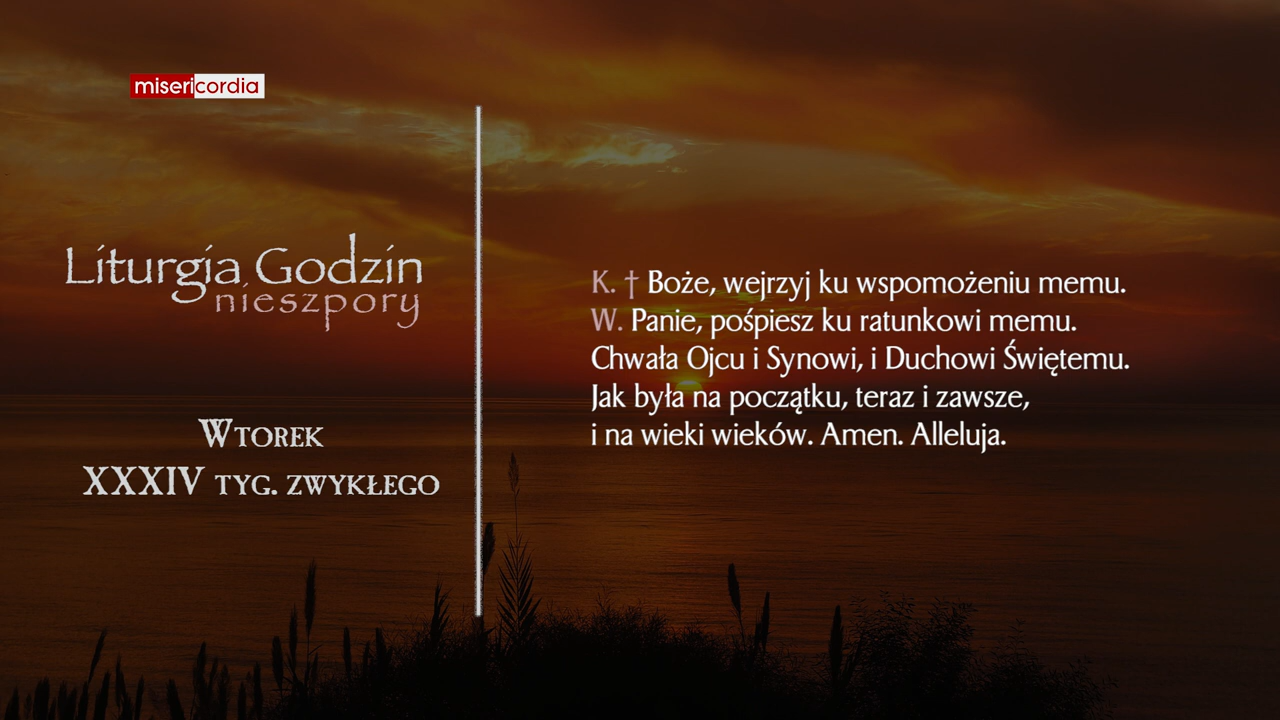 misericordia
Liturgia Godzin
nieszpory
Wtorek
XXXIV tyg. zwykłego
K. † Boże, wejrzyj ku wspomożeniu memu.
W. Panie, pośpiesz ku ratunkowi memu.
Chwała Ojcu i Synowi, i Duchowi Świętemu.
Jak była na początku, teraz i zawsze,
i na wieki wieków. Amen. Alleluja.